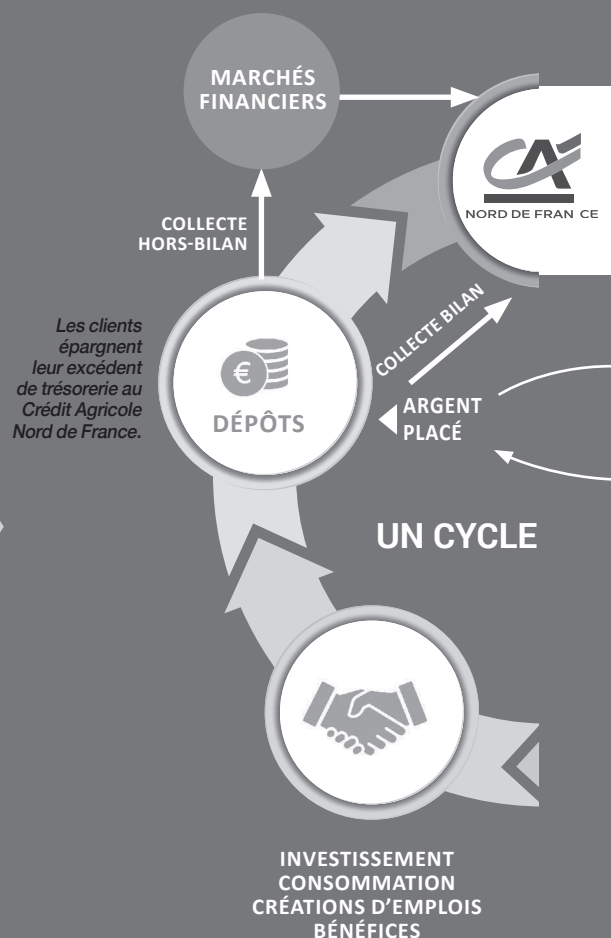 MARCHÉS
FINANCIERS
CA
NORD DE FRAN CE
COLLECTE
HORS-BILAN
COLLECTE BILAN
Les clients
épargnent
leur excédent
de trésorerie au
Crédit Agricole
Nord de France.
€
DÉPÔTS
ARGENT
PLACÉ
UN CYCLE
INVESTISSEMENT
CONSOMMATION
CRÉATIONS D’EMPLOIS
BÉNÉFICES